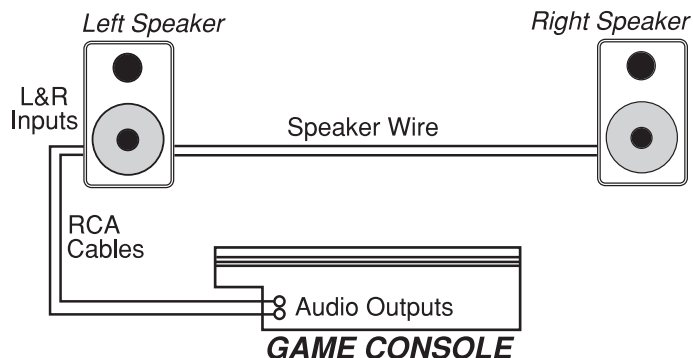 Left Speaker
Right Speaker
L&R
Inputs
Speaker Wire
RCA
Cables
Audio Outputs
GAME CONSOLE